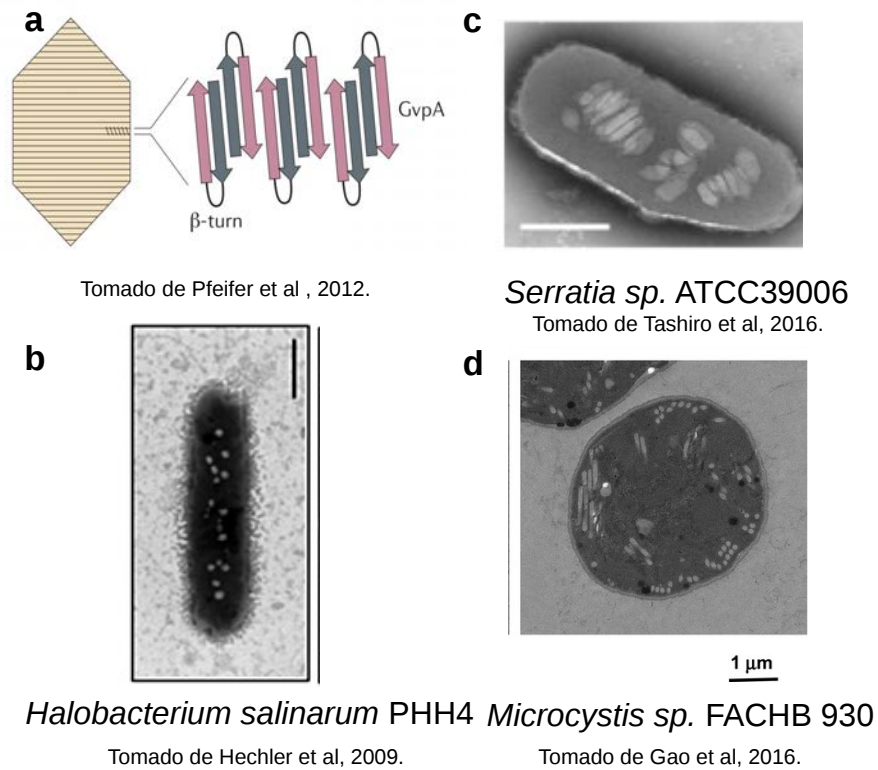 a
GvpA
β-turn
Tomado de Pfeifer et al , 2012.
c
Serratia sp. ATCC39006
Tomado de Tashiro et al, 2016.
b
Halobacterium salinarum PHH4
Tomado de Hechler et al, 2009.
d
1 μm
Microcystis sp. FACHB 930
Tomado de Gao et al, 2016.